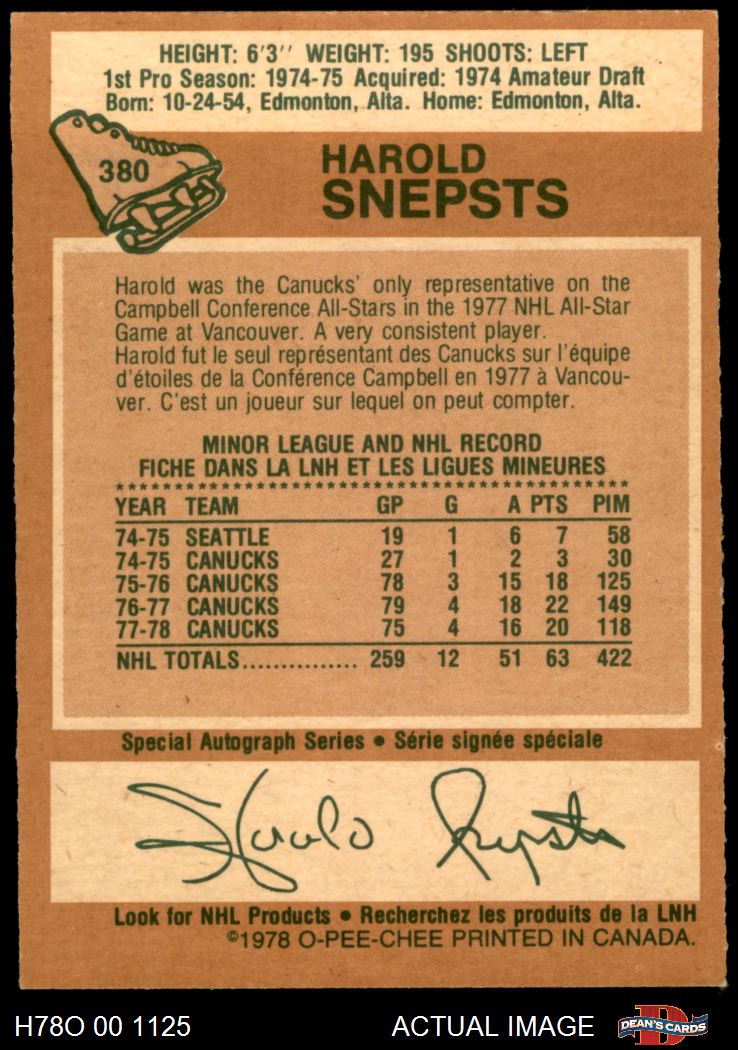 HEIGHT: 6'3'' WEIGHT: 195 SHOOTS: LEFT
1st Pro Season: 1974-75 Acquired: 1974 Amateur Draft
Born: 10-24-54, Edmonton, Alta. Home: Edmonton, Alta.
380
HAROLD
SNEPSTS
Harold was the Canucks' only representative on the
Campbell Conference All-Stars in the 1977 NHL All-Star
Game at Vancouver. A very consistent player.
Harold fut le seul représentant des Canucks sur l'équipe
d'étoiles de la Conférence Campbell en 1977 à Vancou-
ver. C'est un joueur sur lequel on peut compter.
MINOR LEAGUE AND NHL RECORD
FICHE DANS LA LNH ET LES LIGUES MINEURES
YEAR TEAM GP G A PTS PIM
74-75 SEATTLE 19 1 6 7 58
74-75 CANUCKS 27 1 2 3 30
75-76 CANUCKS 78 3 15 18 125
76-77 CANUCKS 79 4 18 22 149
77-78 CANUCKS 75 4 16 20 118
NHL TOTALS............... 259 12 51 63 422
Special Autograph Series • Série signée spéciale
Harold Snepsts
Look for NHL Products • Recherchez les produits de la LNH
©1978 O-PEE-CHEE PRINTED IN CANADA.
H78O 00 1125 ACTUAL IMAGE
D
DEAN'S CARDS